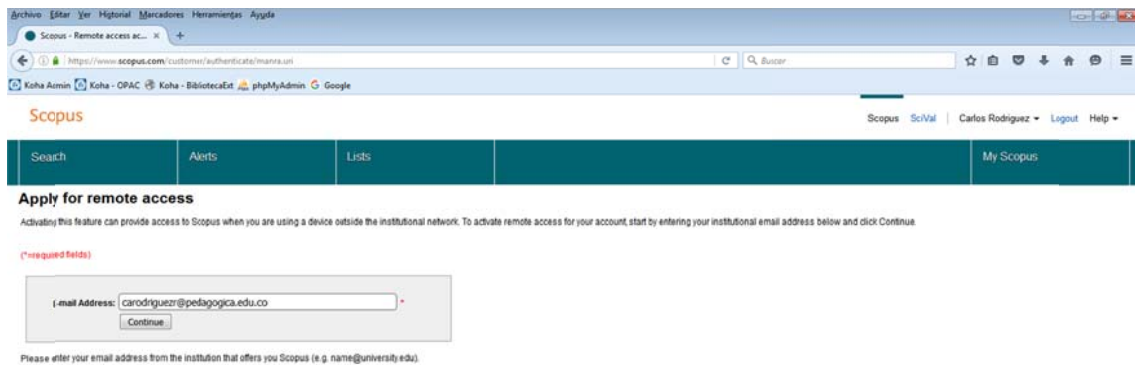 Archivo Editar Ver Historial Marcadores Herramientas Ayuda
Scopus - Remote access ac... × +
https://www.scopus.com/customer/authenticate/manra.uri Buscar
Koha Armin Koha - OPAC Koha - BibliotecaExt phpMyAdmin Google
Scopus Scopus SciVal Carlos Rodriguez Logout Help
Search Alerts Lists My Scopus
Apply for remote access
Activating this feature can provide access to Scopus when you are using a device outside the institutional network. To activate remote access for your account, start by entering your institutional email address below and click Continue.
(*=required fields)
E-mail Address: carodriguezr@pedagogica.edu.co *
Continue
Please enter your email address from the institution that offers you Scopus (e.g. name@university.edu).